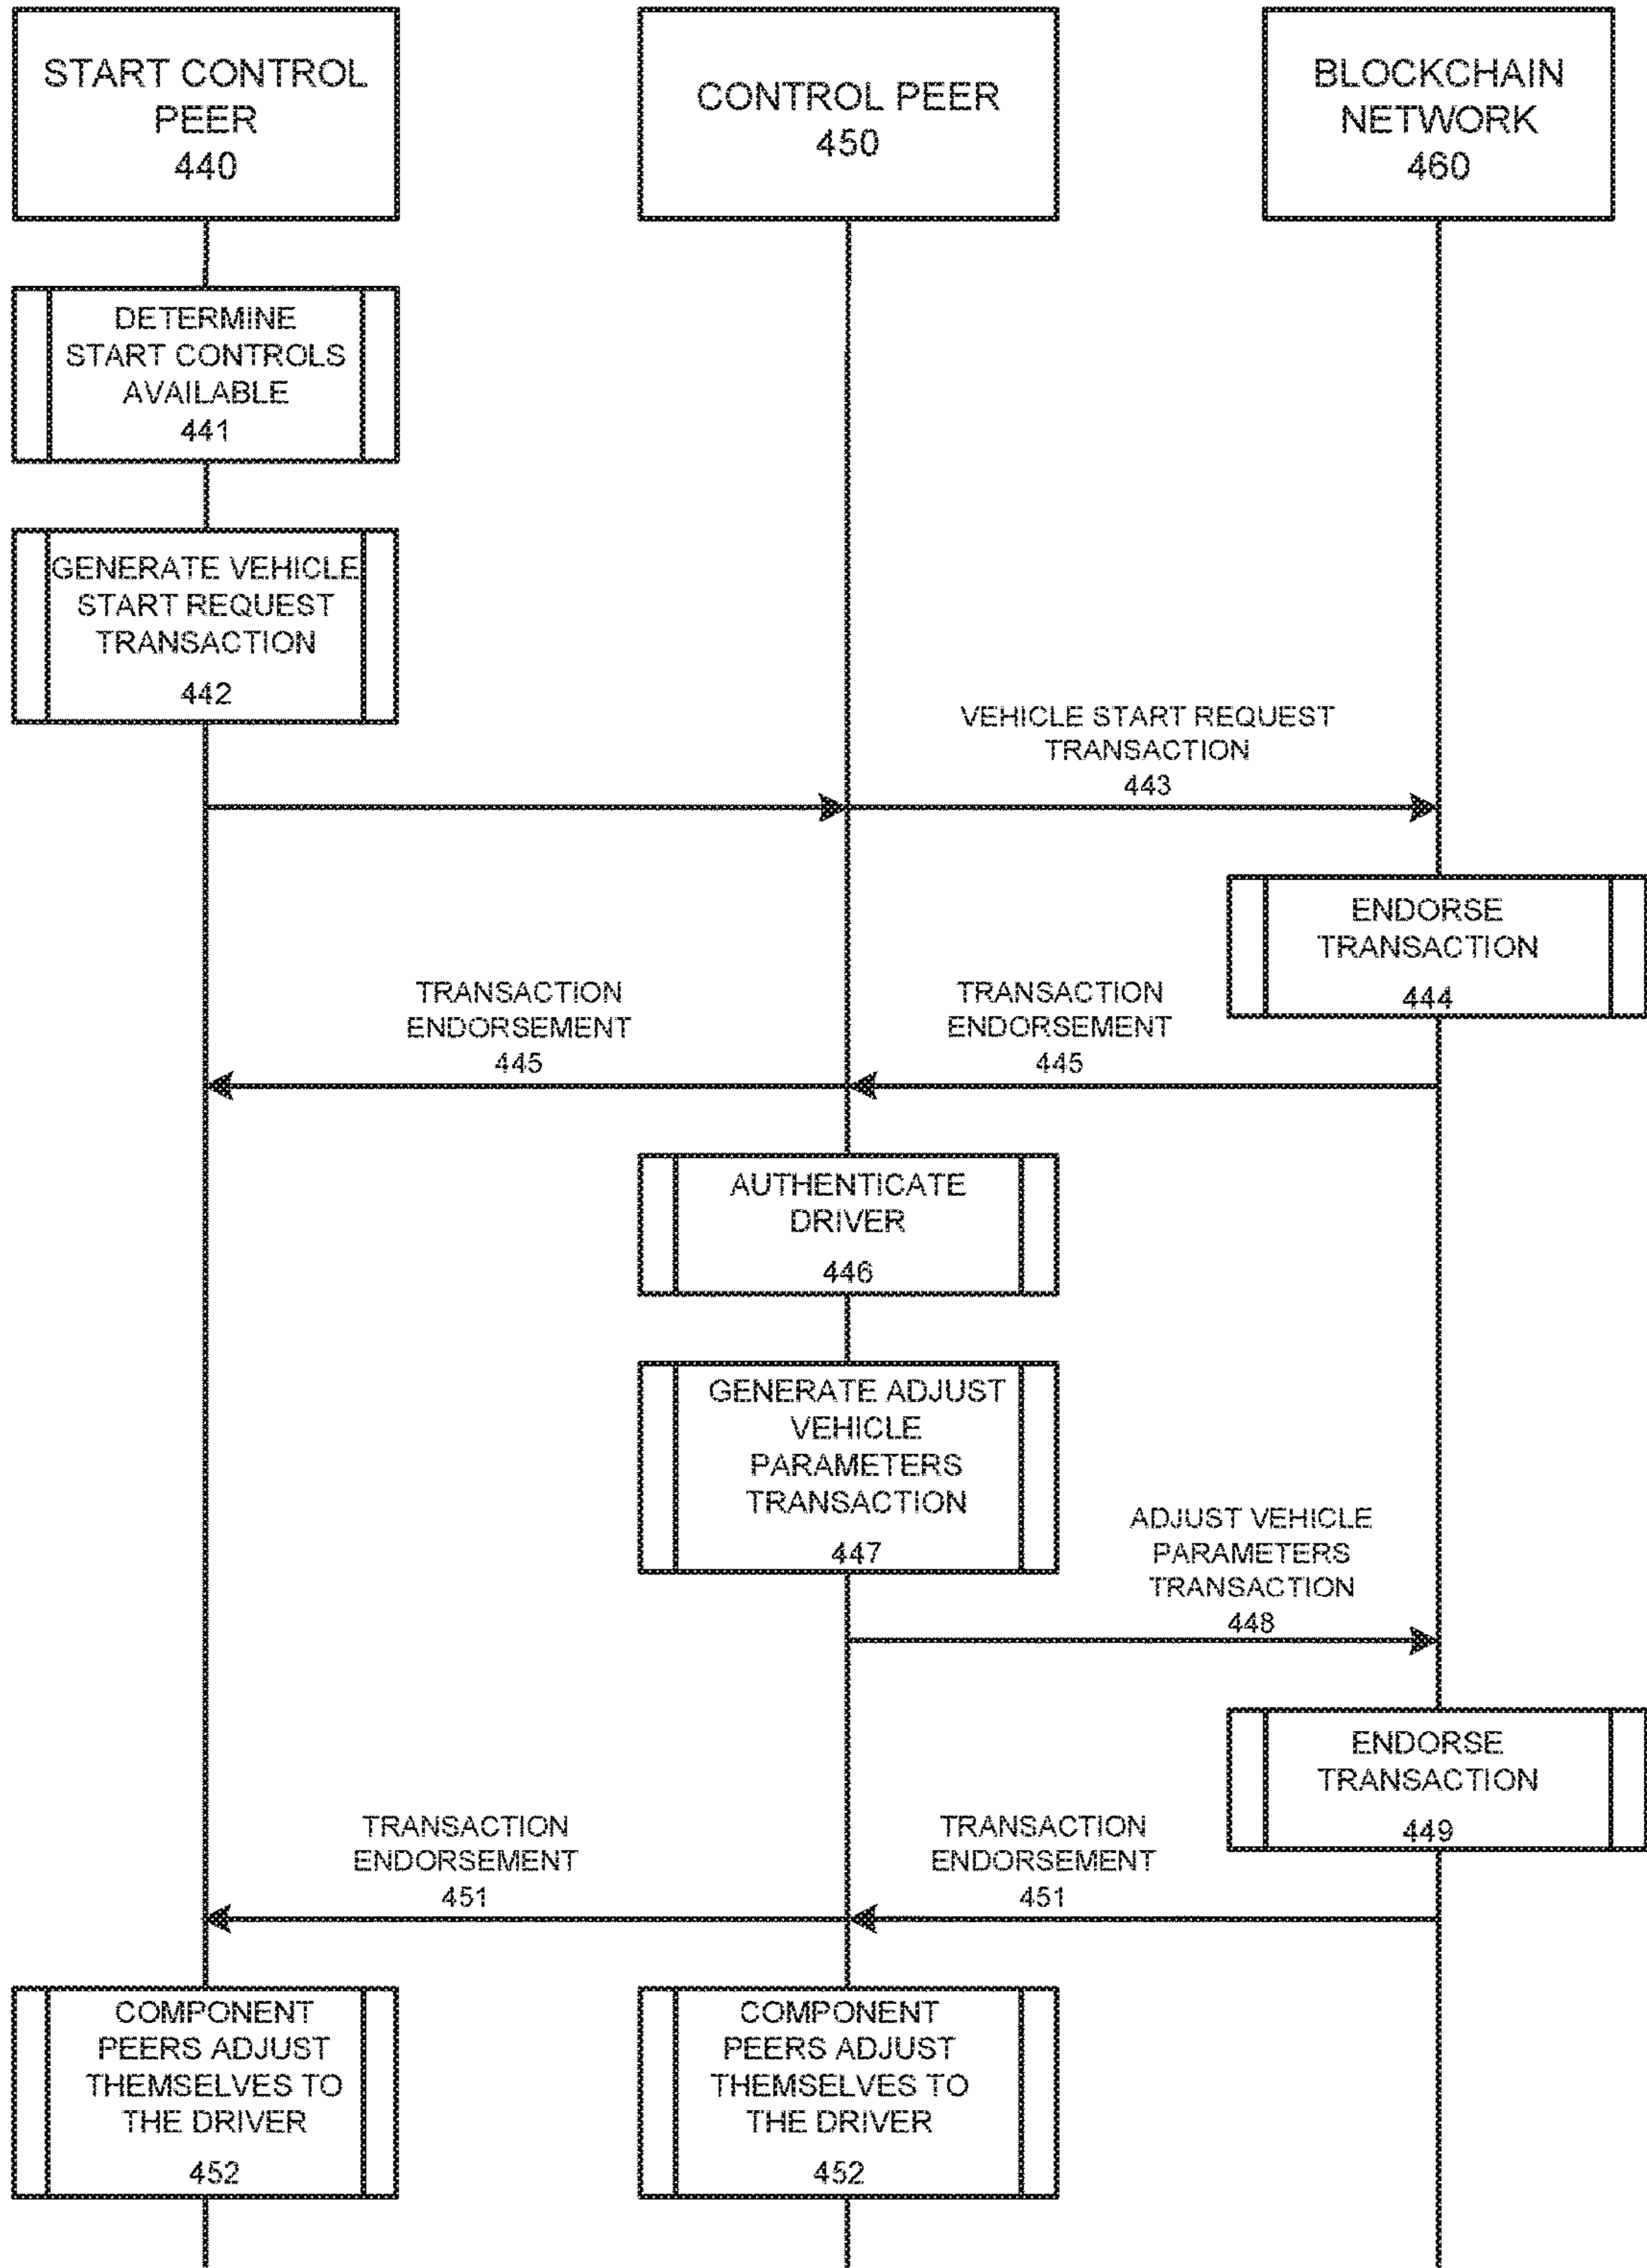 START CONTROL
PEER
440
CONTROL PEER
450
BLOCKCHAIN
NETWORK
460
DETERMINE
START CONTROLS
AVAILABLE
441
GENERATE VEHICLE
START REQUEST
TRANSACTION
442
VEHICLE START REQUEST
TRANSACTION
443
ENDORSE
TRANSACTION
444
TRANSACTION
ENDORSEMENT
445
TRANSACTION
ENDORSEMENT
445
AUTHENTICATE
DRIVER
446
GENERATE ADJUST
VEHICLE
PARAMETERS
TRANSACTION
447
ADJUST VEHICLE
PARAMETERS
TRANSACTION
448
ENDORSE
TRANSACTION
449
TRANSACTION
ENDORSEMENT
451
TRANSACTION
ENDORSEMENT
451
COMPONENT
PEERS ADJUST
THEMSELVES TO
THE DRIVER
452
COMPONENT
PEERS ADJUST
THEMSELVES TO
THE DRIVER
452